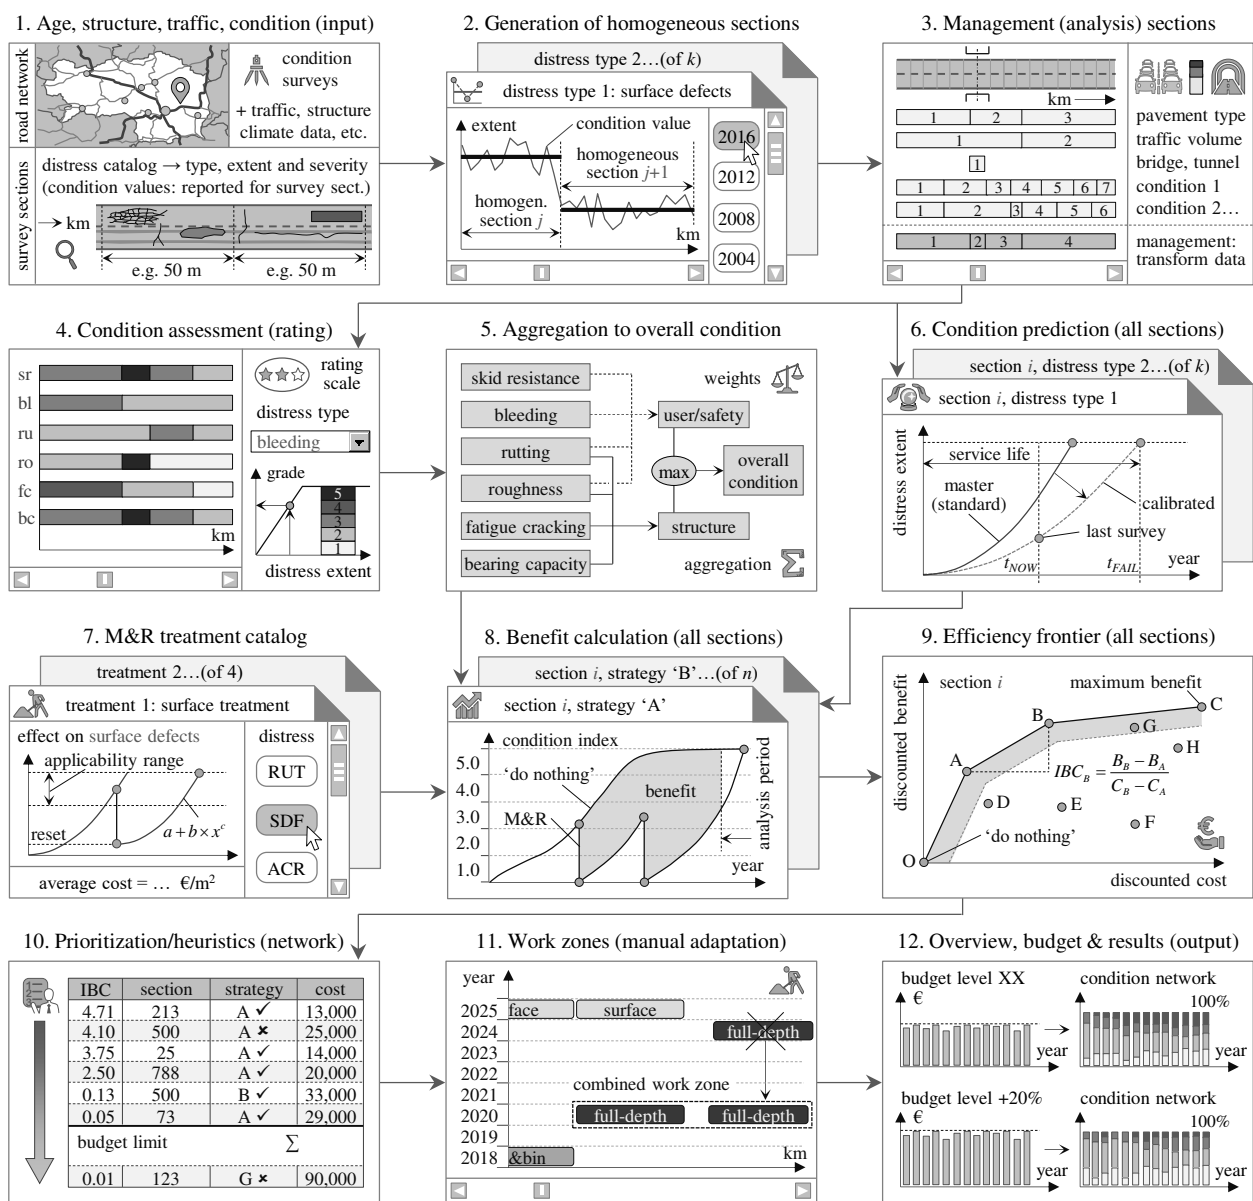 1. Age, structure, traffic, condition (input)
road network
condition
surveys
+ traffic, structure
climate data, etc.
survey sections
distress catalog → type, extent and severity
(condition values: reported for survey sect.)
km
e.g. 50 m
e.g. 50 m
2. Generation of homogeneous sections
distress type 2…(of k)
distress type 1: surface defects
extent
condition value
homogeneous
section j+1
homogen.
section j
km
2016
2012
2008
2004
3. Management (analysis) sections
km
1 2 3 pavement type
1 2 traffic volume
1 bridge, tunnel
1 2 3 4 5 6 7 condition 1
1 2 3 4 5 6 condition 2…
1 2 3 4 management:
transform data
4. Condition assessment (rating)
sr
bl
ru
ro
fc
bc
km
rating
scale
distress type
bleeding
grade
5
4
3
2
1
distress extent
5. Aggregation to overall condition
skid resistance
bleeding
rutting
roughness
fatigue cracking
bearing capacity
weights
user/safety
max
overall
condition
structure
aggregation
Σ
6. Condition prediction (all sections)
section i, distress type 2…(of k)
section i, distress type 1
distress extent
service life
master
(standard)
calibrated
last survey
tNOW
tFAIL
year
7. M&R treatment catalog
treatment 2…(of 4)
treatment 1: surface treatment
effect on surface defects
applicability range
reset
a + b × x^c
average cost = … €/m²
distress
RUT
SDF
ACR
8. Benefit calculation (all sections)
section i, strategy ‘B’…(of n)
section i, strategy ‘A’
condition index
5.0
4.0
3.0
2.0
1.0
‘do nothing’
M&R
benefit
analysis period
year
9. Efficiency frontier (all sections)
discounted benefit
section i
maximum benefit
C
B
G
H
A
IBC_B = (B_B − B_A) / (C_B − C_A)
D
E
F
‘do nothing’
O
€
discounted cost
10. Prioritization/heuristics (network)
1
2
3
IBC section strategy cost
4.71 213 A ✓ 13,000
4.10 500 A ✘ 25,000
3.75 25 A ✓ 14,000
2.50 788 A ✓ 20,000
0.13 500 B ✓ 33,000
0.05 73 A ✓ 29,000
budget limit Σ
0.01 123 G ✘ 90,000
11. Work zones (manual adaptation)
year
2025 face surface
2024 full-depth
2023
2022
combined work zone
2021
2020 full-depth full-depth
2019
2018 &bin
km
12. Overview, budget & results (output)
budget level XX
€
year
condition network
100%
year
budget level +20%
€
year
condition network
100%
year